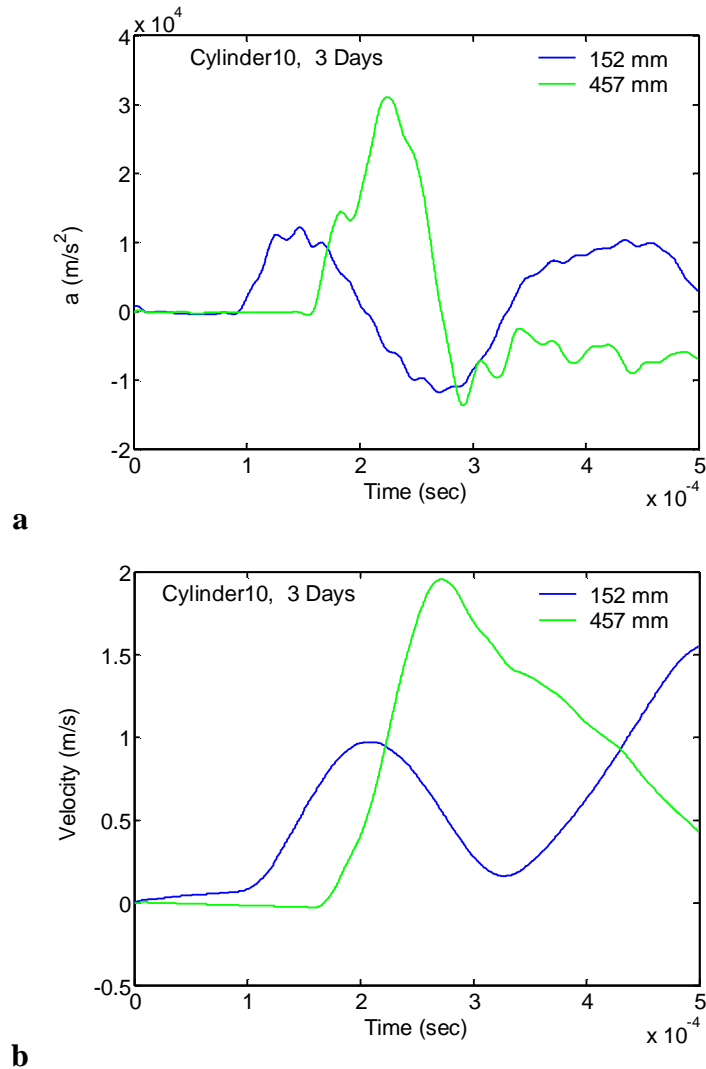 x 10^4
4
Cylinder10, 3 Days
152 mm
457 mm
3
2
a (m/s^2)
1
0
-1
-2
0 1 2 3 4 5
Time (sec)
x 10^-4
a
2
Cylinder10, 3 Days
152 mm
457 mm
1.5
Velocity (m/s)
1
0.5
0
-0.5
0 1 2 3 4 5
Time (sec)
x 10^-4
b